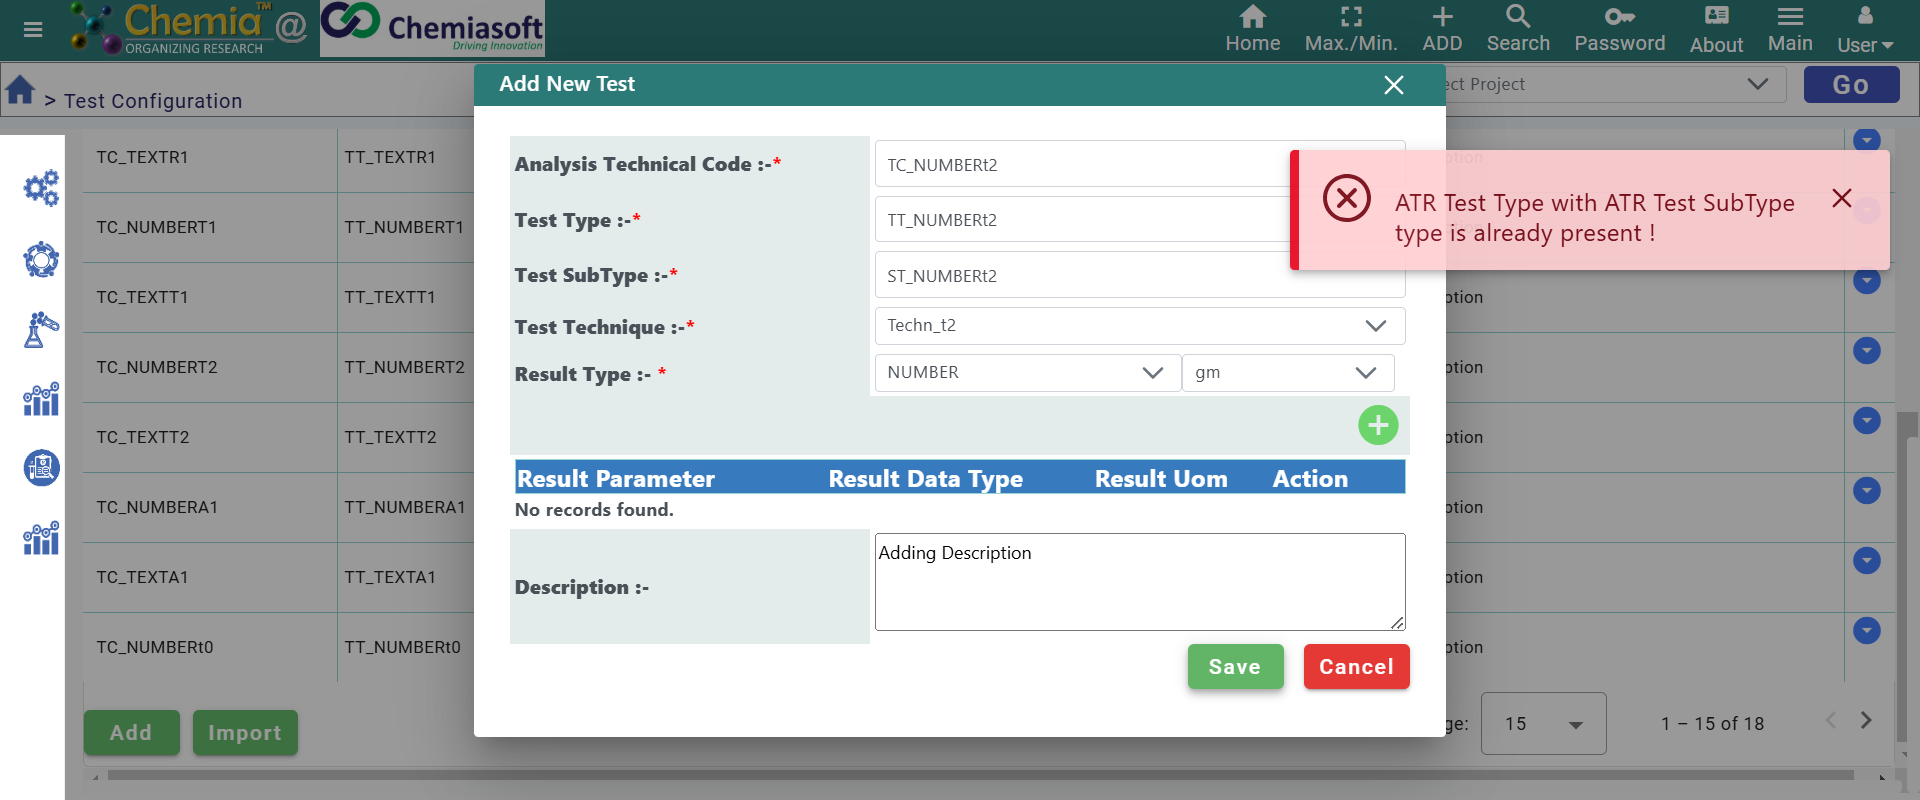 Chemia™ @ Chemiasoft
ORGANIZING RESEARCH
Driving Innovation
Home Max./Min. ADD Search Password About Main User
> Test Configuration
ect Project
Go
Add New Test
Analysis Technical Code :-* TC_NUMBERt2
Test Type :-* TT_NUMBERt2
Test SubType :-* ST_NUMBERt2
Test Technique :-* Techn_t2
Result Type :- * NUMBER gm
Result Parameter Result Data Type Result Uom Action
No records found.
Description :- Adding Description
Save Cancel
ATR Test Type with ATR Test SubType
type is already present !
TC_TEXTR1 TT_TEXTR1 ption
TC_NUMBERT1 TT_NUMBERT1
TC_TEXTT1 TT_TEXTT1 ption
TC_NUMBERT2 TT_NUMBERT2 ption
TC_TEXTT2 TT_TEXTT2 ption
TC_NUMBERA1 TT_NUMBERA1 ption
TC_TEXTA1 TT_TEXTA1 ption
TC_NUMBERt0 TT_NUMBERt0 ption
Add Import
ge: 15 1 – 15 of 18